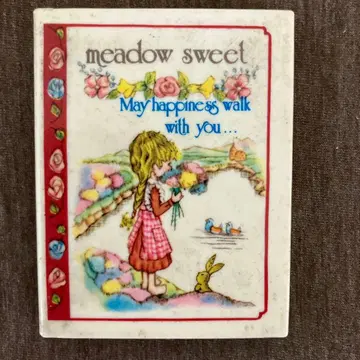 meadow sweet
May happiness walk
with you...